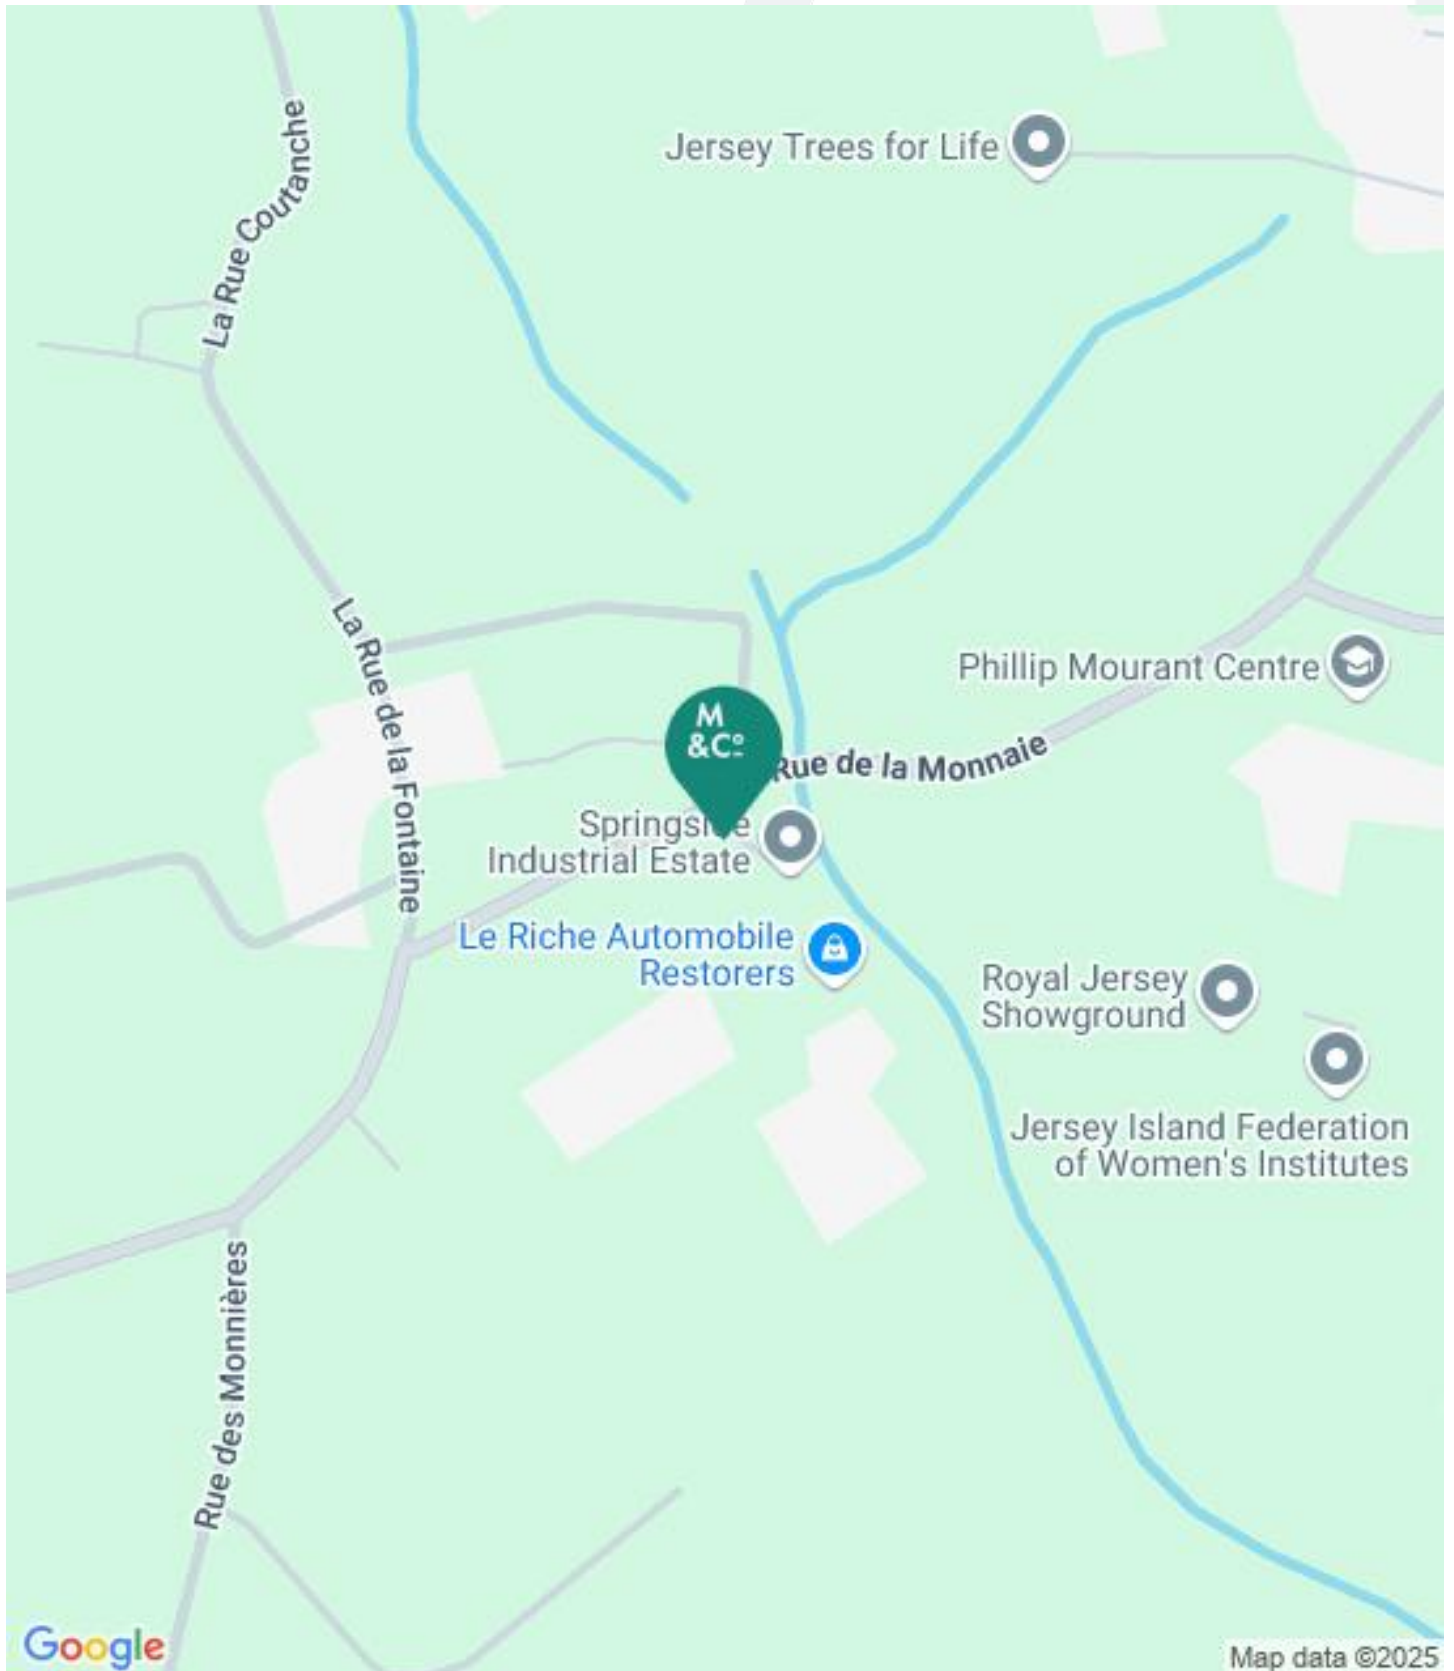 La Rue Coutanche
Jersey Trees for Life
La Rue de la Fontaine
Phillip Mourant Centre
M
&Cº
Rue de la Monnaie
Springside
Industrial Estate
Le Riche Automobile
Restorers
Royal Jersey
Showground
Jersey Island Federation
of Women's Institutes
Rue des Monnières
Google
Map data ©2025